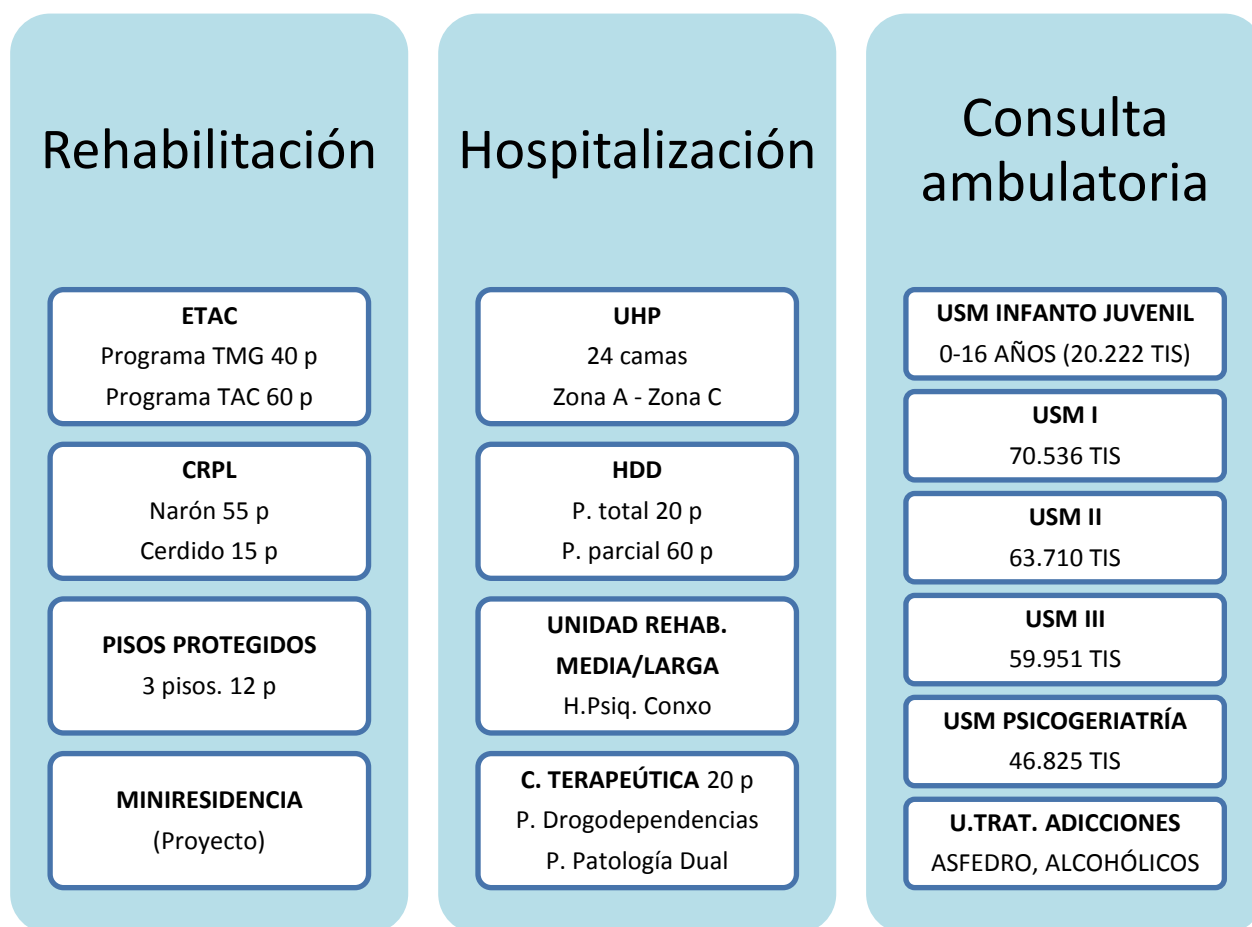 Rehabilitación
ETAC
Programa TMG 40 p
Programa TAC 60 p
CRPL
Narón 55 p
Cerdido 15 p
PISOS PROTEGIDOS
3 pisos. 12 p
MINIRESIDENCIA
(Proyecto)
Hospitalización
UHP
24 camas
Zona A - Zona C
HDD
P. total 20 p
P. parcial 60 p
UNIDAD REHAB.
MEDIA/LARGA
H.Psiq. Conxo
C. TERAPEÚTICA 20 p
P. Drogodependencias
P. Patología Dual
Consulta
ambulatoria
USM INFANTO JUVENIL
0-16 AÑOS (20.222 TIS)
USM I
70.536 TIS
USM II
63.710 TIS
USM III
59.951 TIS
USM PSICOGERIATRÍA
46.825 TIS
U.TRAT. ADICCIONES
ASFEDRO, ALCOHÓLICOS